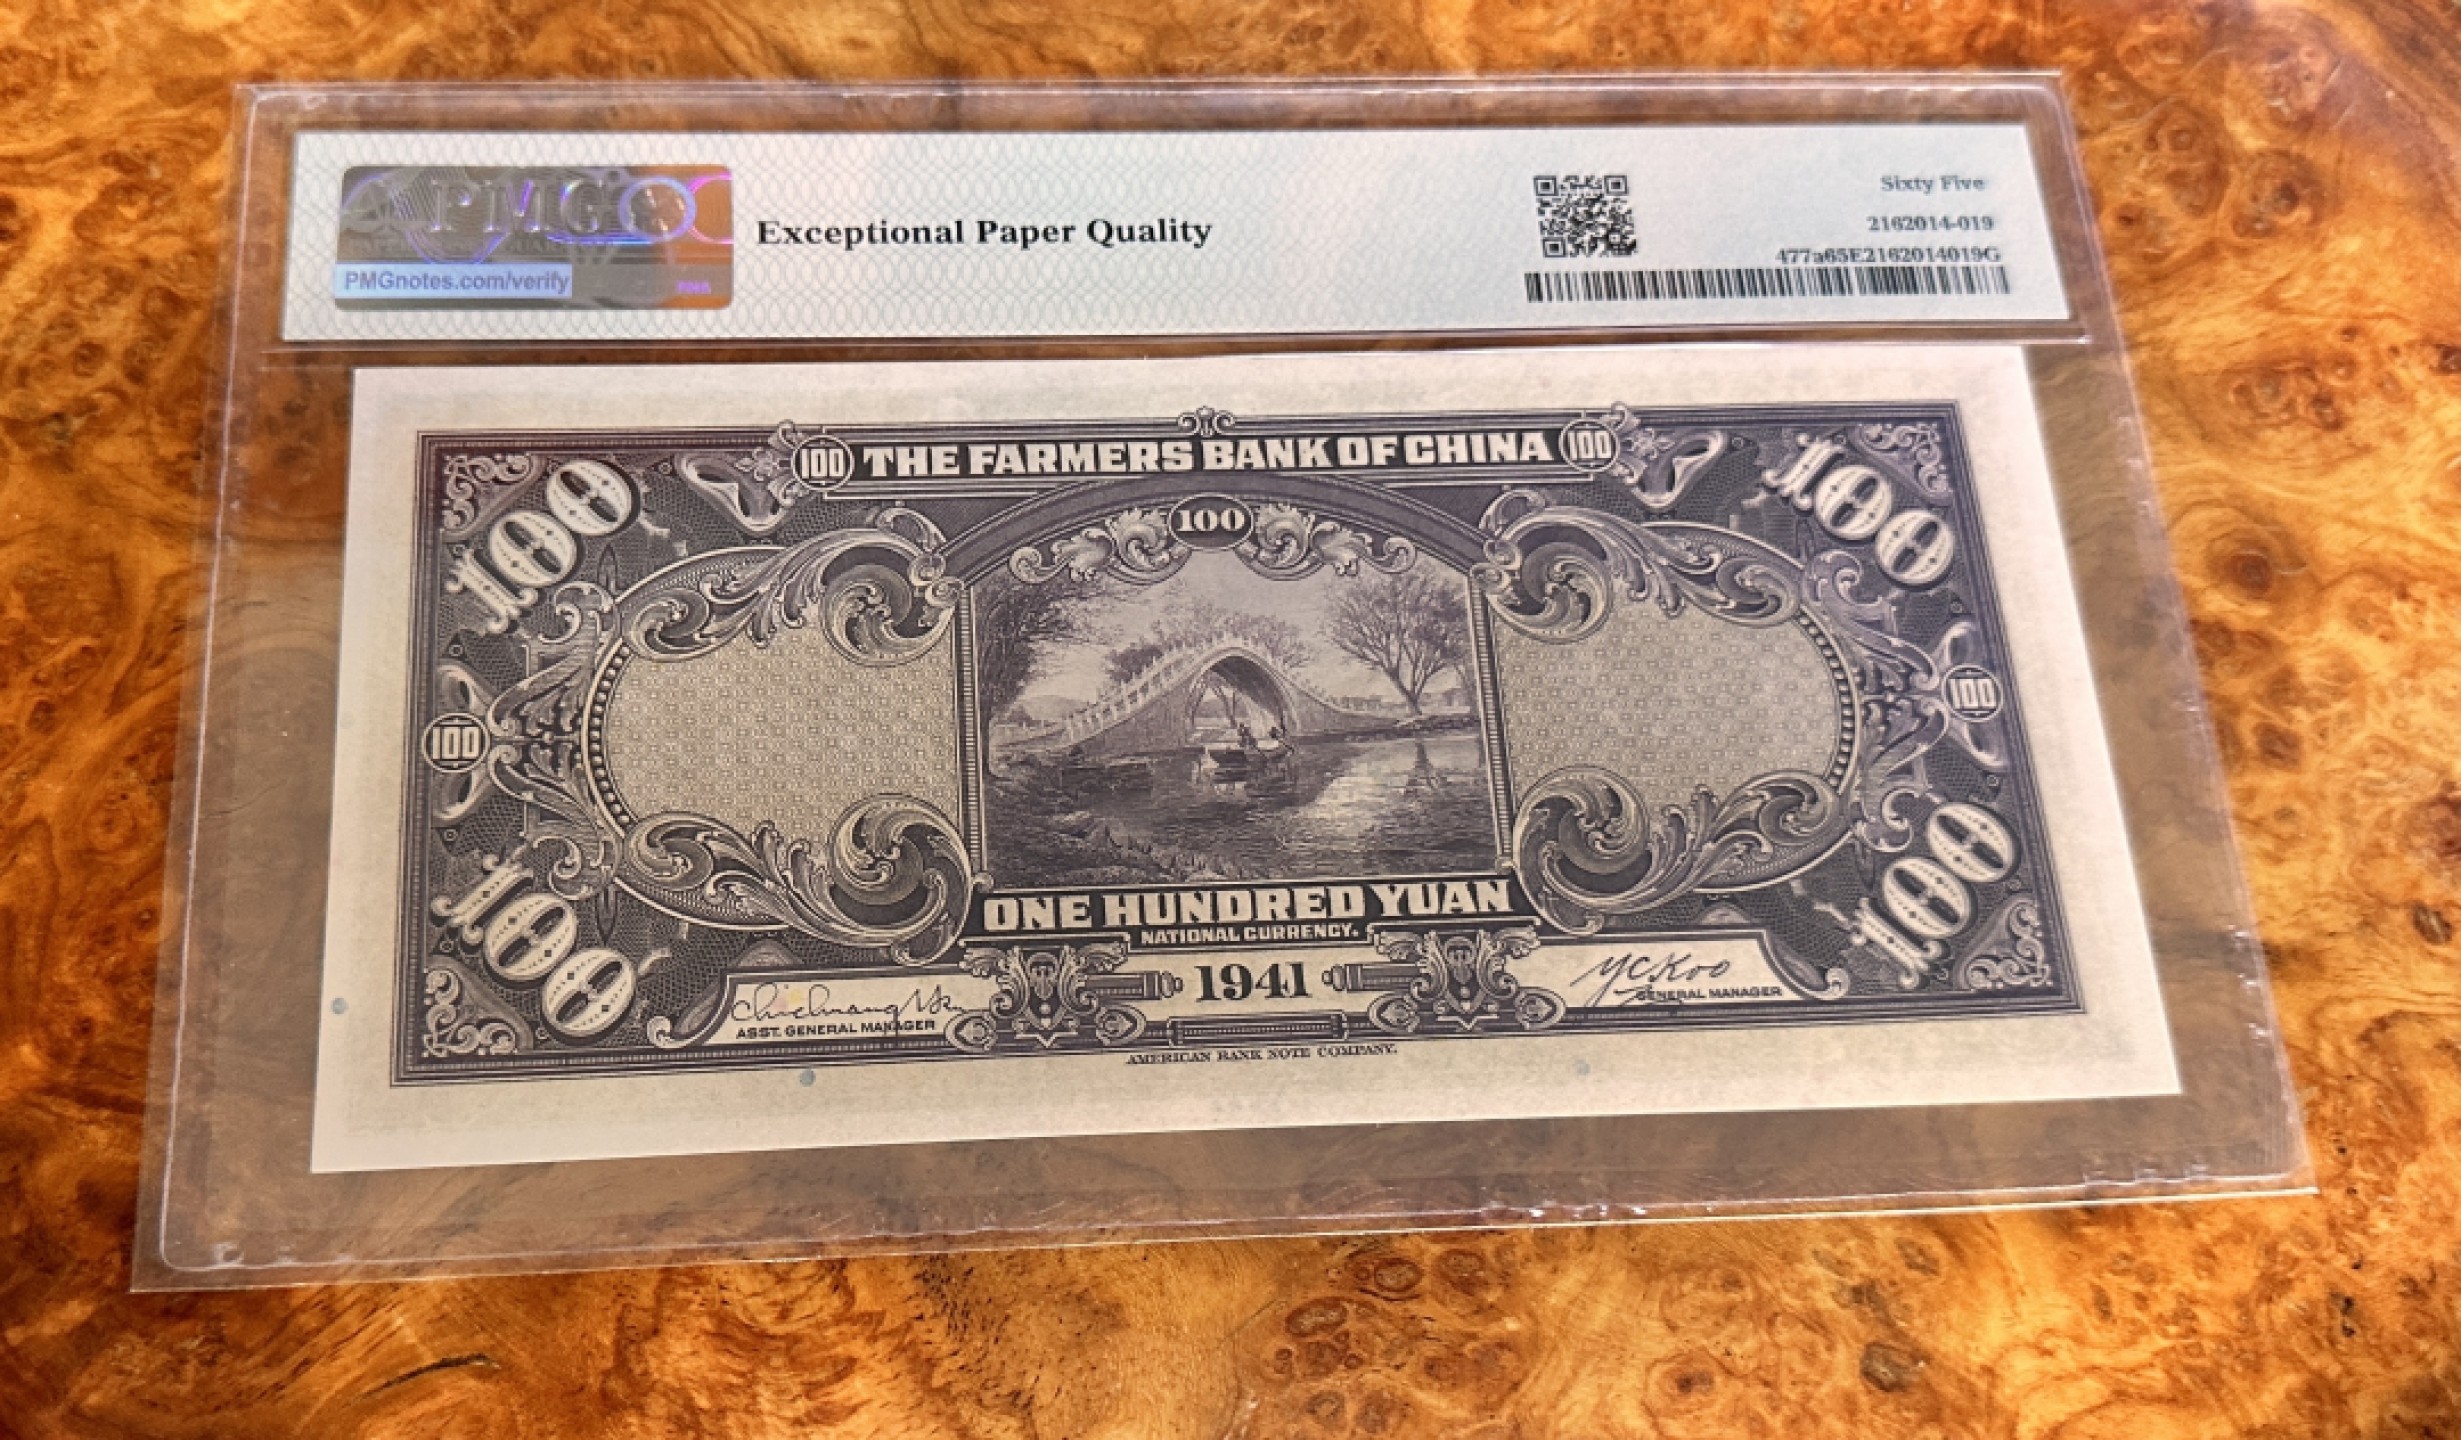 PMG
PMGnotes.com/verify
Exceptional Paper Quality
Sixty Five
2162014-019
477a65E2162014019G
100 THE FARMERS BANK OF CHINA 100
100 100 100
100 100
100 100
ONE HUNDRED YUAN
NATIONAL CURRENCY.
1941
ASST. GENERAL MANAGER
Y C Koo
GENERAL MANAGER
AMERICAN BANK NOTE COMPANY.